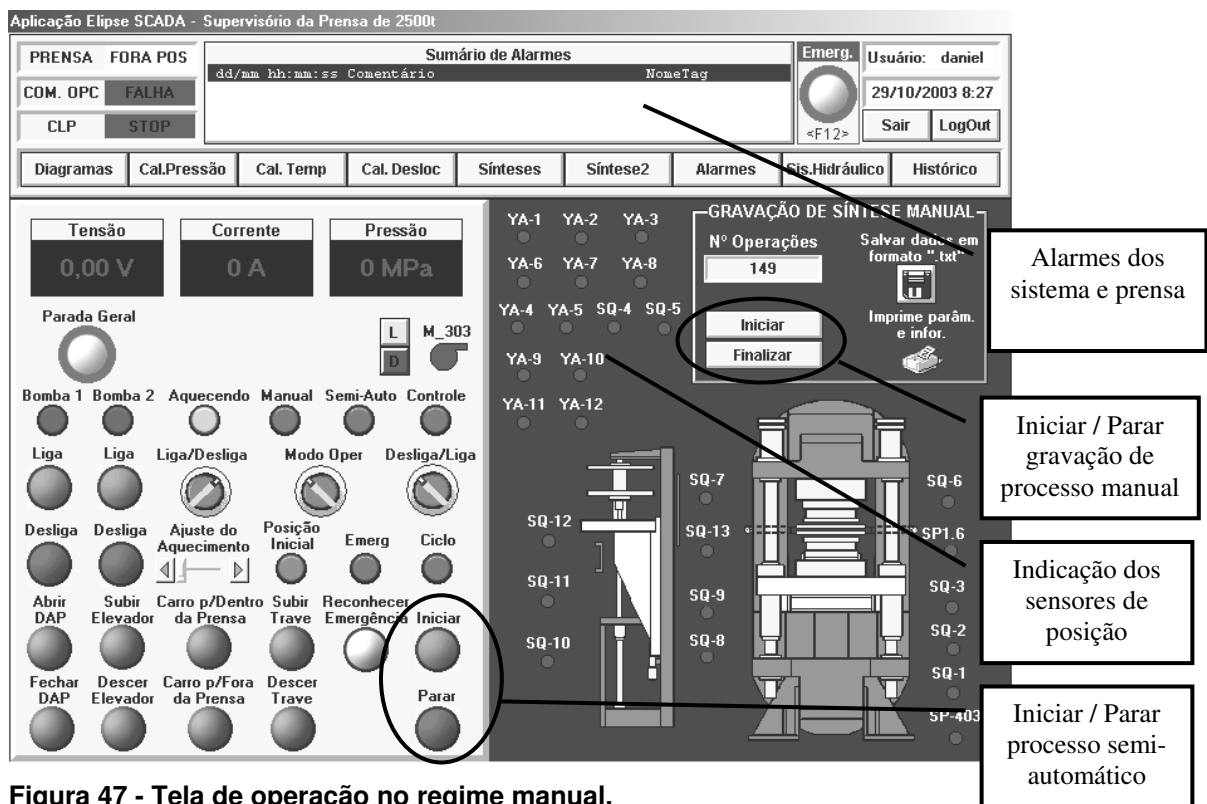 Aplicação Elipse SCADA - Supervisório da Prensa de 2500t
PRENSA FORA POS
COM. OPC FALHA
CLP STOP
Sumário de Alarmes
dd/mm hh:mm:ss Comentário NomeTag
Emerg.
<F12>
Usuário: daniel
29/10/2003 8:27
Sair LogOut
Diagramas Cal.Pressão Cal. Temp Cal. Desloc Sínteses Síntese2 Alarmes Sis.Hidráulico Histórico
Tensão Corrente Pressão
0,00 V 0 A 0 MPa
Parada Geral
L
D
M_303
Bomba 1 Bomba 2 Aquecendo Manual Semi-Auto Controle
Liga Liga Liga/Desliga Modo Oper Desliga/Liga
Desliga Desliga Ajuste do Aquecimento Posição Inicial Emerg Ciclo
Abrir DAP Subir Elevador Carro p/Dentro da Prensa Subir Trave Reconhecer Emergência Iniciar
Fechar DAP Descer Elevador Carro p/Fora da Prensa Descer Trave Parar
YA-1 YA-2 YA-3
YA-6 YA-7 YA-8
YA-4 YA-5 SQ-4 SQ-5
YA-9 YA-10
YA-11 YA-12
GRAVAÇÃO DE SÍNTESE MANUAL
Nº Operações
149
Iniciar
Finalizar
Salvar dados em
formato ".txt"
Imprime parâm.
e infor.
SQ-12
SQ-11
SQ-10
SQ-7
SQ-13
SQ-9
SQ-8
SQ-6
SP1.6
SQ-3
SQ-2
SQ-1
SP-403
Alarmes dos
sistema e prensa
Iniciar / Parar
gravação de
processo manual
Indicação dos
sensores de
posição
Iniciar / Parar
processo semi-
automático
Figura 47 - Tela de operação no regime manual.